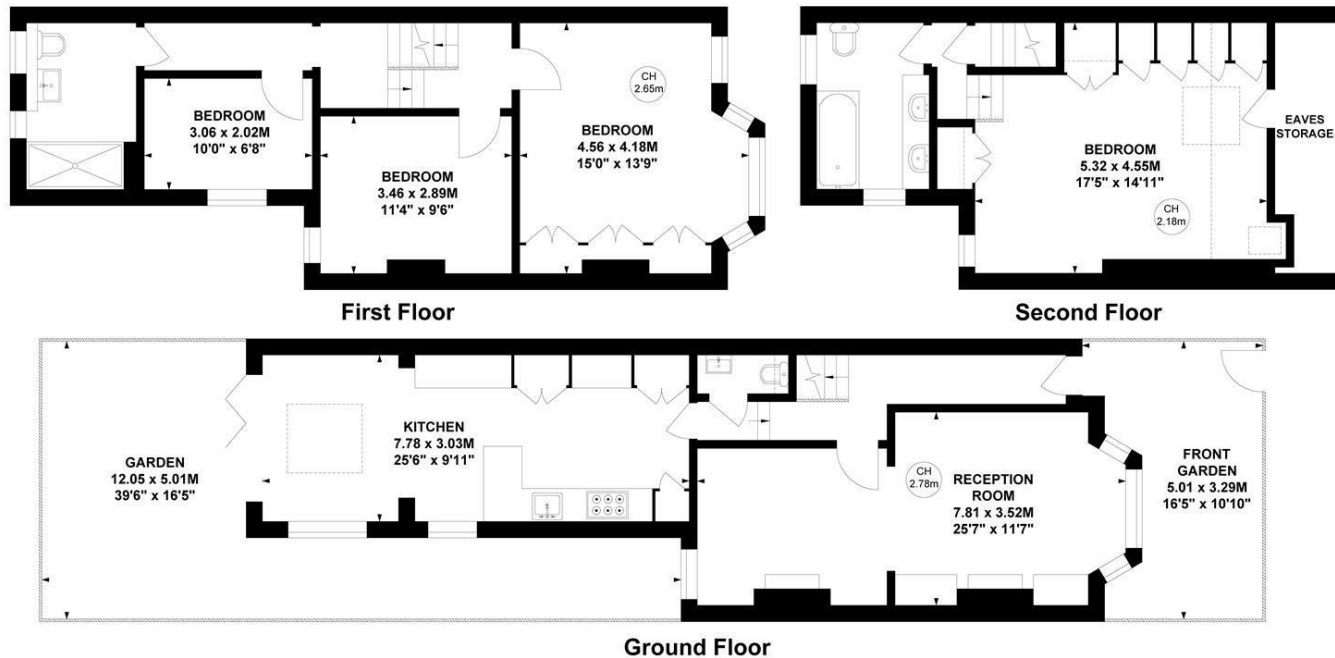 BEDROOM
3.06 x 2.02M
10'0" x 6'8"
BEDROOM
3.46 x 2.89M
11'4" x 9'6"
CH
2.65m
BEDROOM
4.56 x 4.18M
15'0" x 13'9"
First Floor
BEDROOM
5.32 x 4.55M
17'5" x 14'11"
CH
2.18m
EAVES
STORAGE
Second Floor
GARDEN
12.05 x 5.01M
39'6" x 16'5"
KITCHEN
7.78 x 3.03M
25'6" x 9'11"
CH
2.78m
RECEPTION
ROOM
7.81 x 3.52M
25'7" x 11'7"
FRONT
GARDEN
5.01 x 3.29M
16'5" x 10'10"
Ground Floor